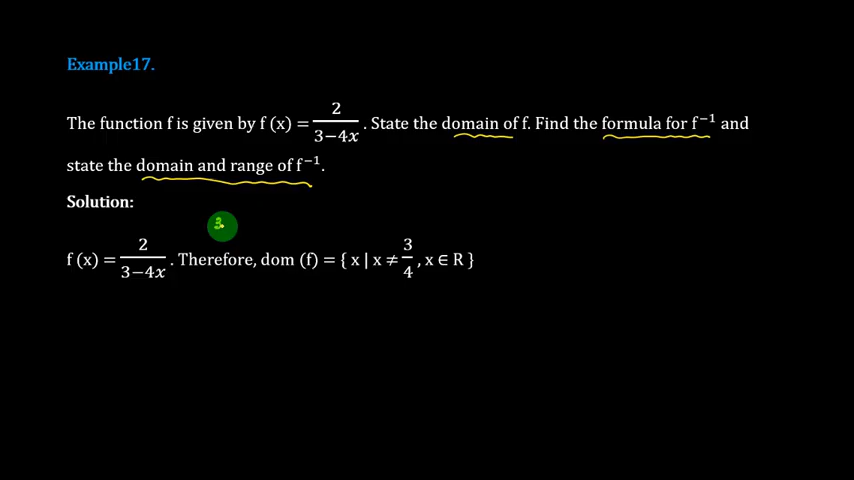 Example17.
The function f is given by f (x) = 2/(3−4x) . State the domain of f. Find the formula for f⁻¹ and
state the domain and range of f⁻¹.
Solution:
3
f (x) = 2/(3−4x) . Therefore, dom (f) = { x | x ≠ 3/4 , x ∈ R }